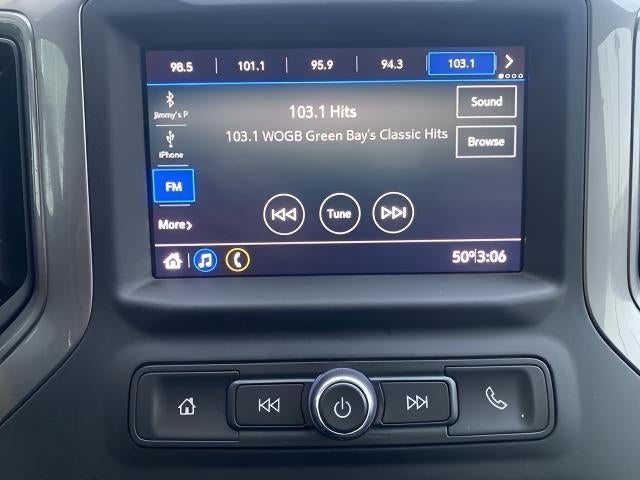 98.5 101.1 95.9 94.3 103.1
Jimmy's P
iPhone
FM
More
103.1 Hits
103.1 WOGB Green Bay's Classic Hits
Sound
Browse
Tune
50° 3:06